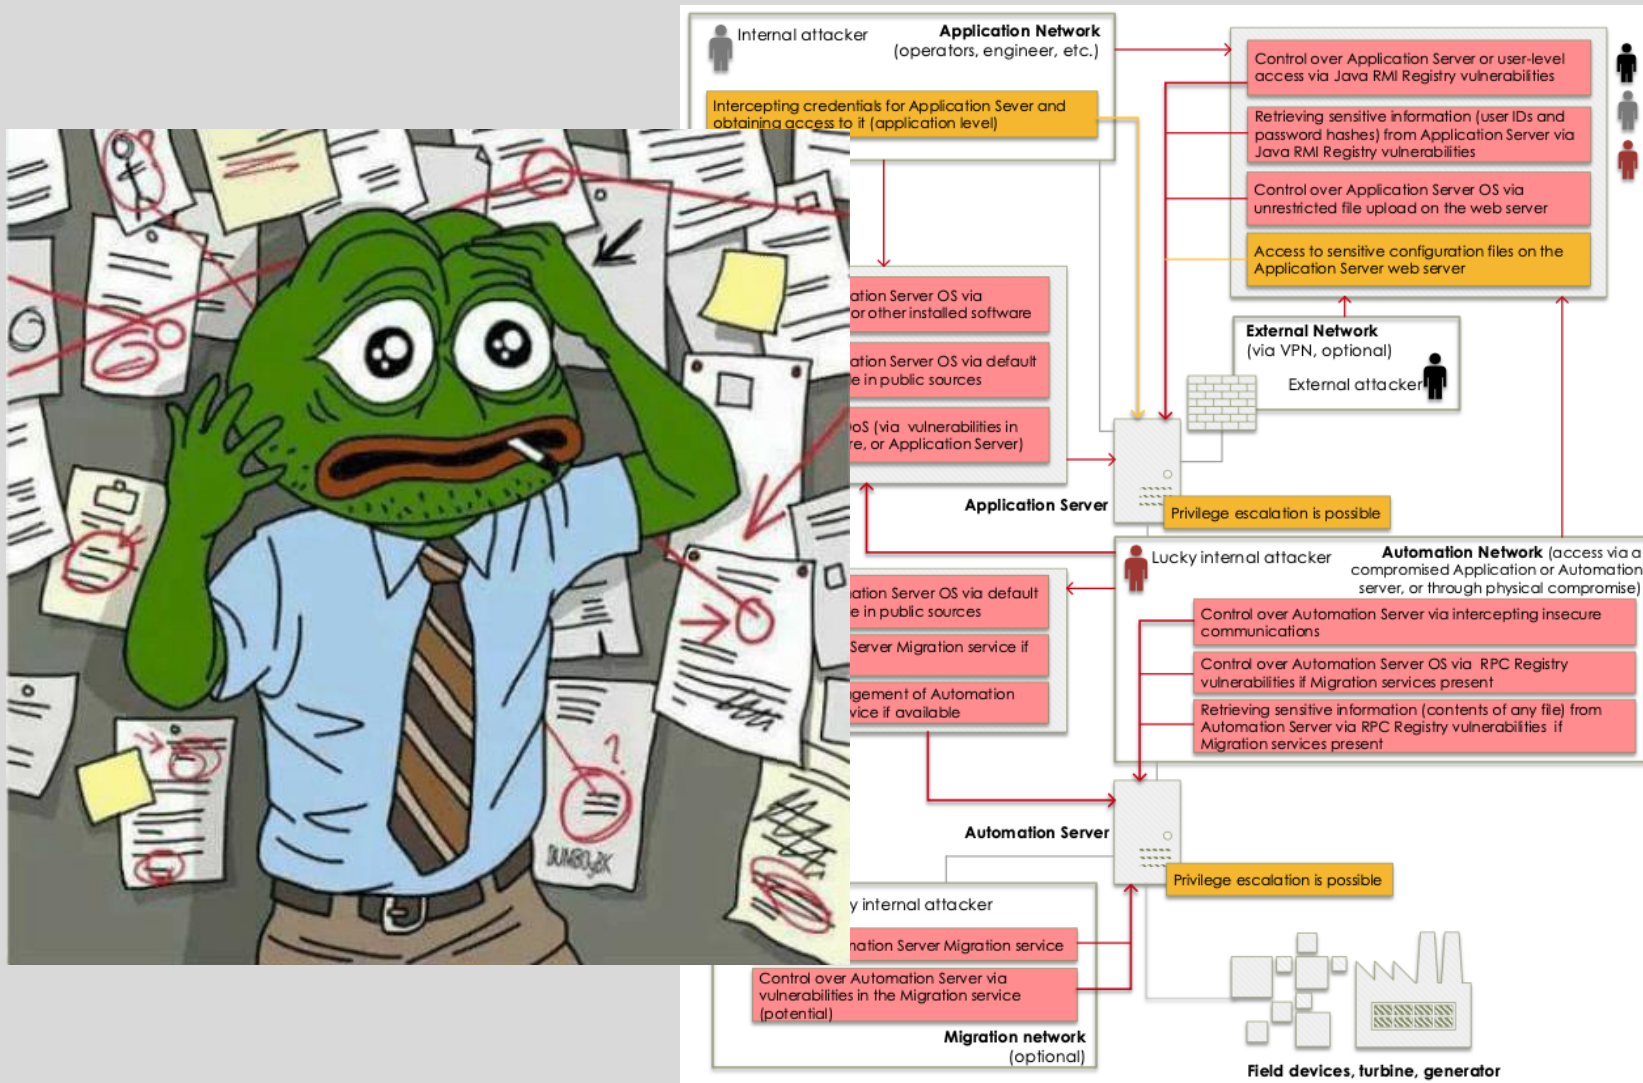 Internal attacker
Application Network
(operators, engineer, etc.)
Intercepting credentials for Application Sever and
obtaining access to it (application level)
Control over Application Server or user-level
access via Java RMI Registry vulnerabilities
Retrieving sensitive information (user IDs and
password hashes) from Application Server via
Java RMI Registry vulnerabilities
Control over Application Server OS via
unrestricted file upload on the web server
Access to sensitive configuration files on the
Application Server web server
ation Server OS via
or other installed software
ation Server OS via default
e in public sources
oS (via vulnerabilities in
re, or Application Server)
External Network
(via VPN, optional)
External attacker
Application Server
Privilege escalation is possible
Lucky internal attacker
Automation Network (access via a
compromised Application or Automation
server, or through physical compromise)
ation Server OS via default
e in public sources
Server Migration service if
gement of Automation
vice if available
Control over Automation Server via intercepting insecure
communications
Control over Automation Server OS via RPC Registry
vulnerabilities if Migration services present
Retrieving sensitive information (contents of any file) from
Automation Server via RPC Registry vulnerabilities if
Migration services present
?
Automation Server
Privilege escalation is possible
y internal attacker
mation Server Migration service
Control over Automation Server via
vulnerabilities in the Migration service
(potential)
Migration network
(optional)
Field devices, turbine, generator